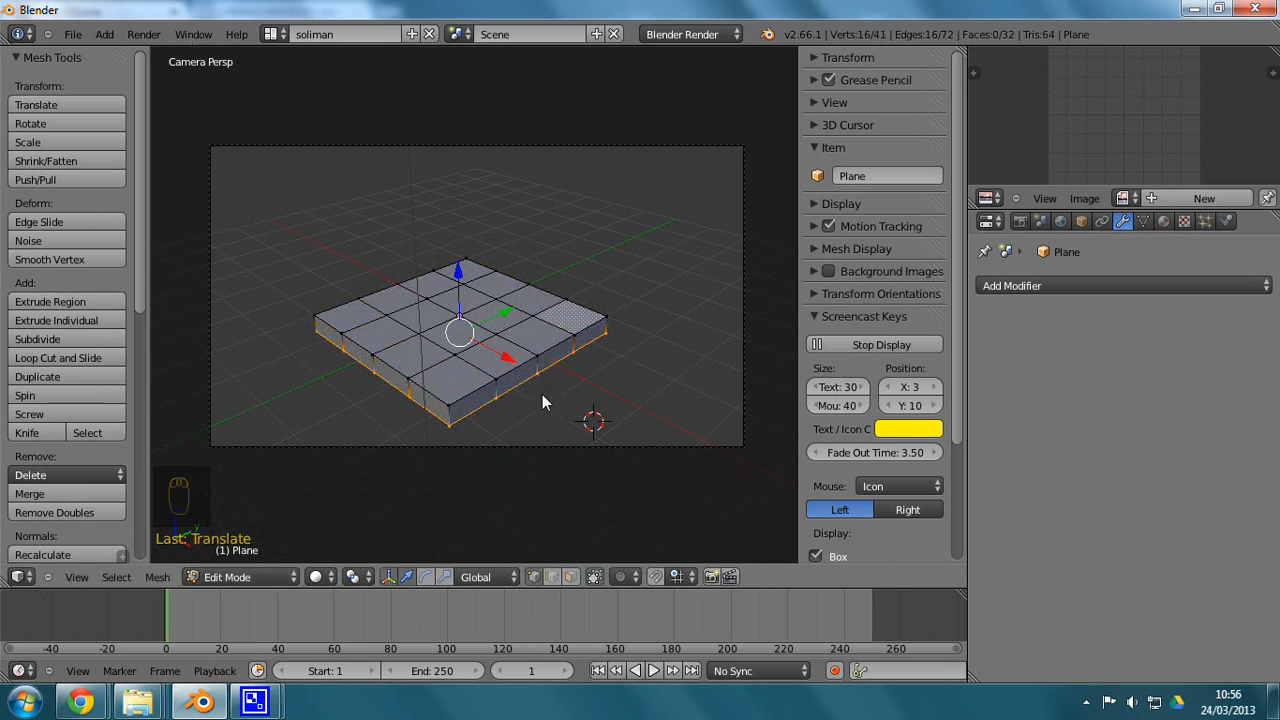 Blender
File Add Render Window Help soliman Scene Blender Render v2.66.1 | Verts:16/41 | Edges:16/72 | Faces:0/32 | Tris:64 | Plane
Mesh Tools
Transform:
Translate
Rotate
Scale
Shrink/Fatten
Push/Pull
Deform:
Edge Slide
Noise
Smooth Vertex
Add:
Extrude Region
Extrude Individual
Subdivide
Loop Cut and Slide
Duplicate
Spin
Screw
Knife Select
Remove:
Delete
Merge
Remove Doubles
Normals:
Recalculate
Camera Persp
Last: Translate
(1) Plane
Transform
Grease Pencil
View
3D Cursor
Item
Plane
Display
Motion Tracking
Mesh Display
Background Images
Transform Orientations
Screencast Keys
Stop Display
Size: Position:
Text: 30 X: 3
Mou: 40 Y: 10
Text / Icon C
Fade Out Time: 3.50
Mouse: Icon
Left Right
Display:
Box
View Image New
Plane
Add Modifier
View Select Mesh Edit Mode Global
-40 -20 0 20 40 60 80 100 120 140 160 180 200 220 240 260
View Marker Frame Playback Start: 1 End: 250 1 No Sync
10:56
24/03/2013